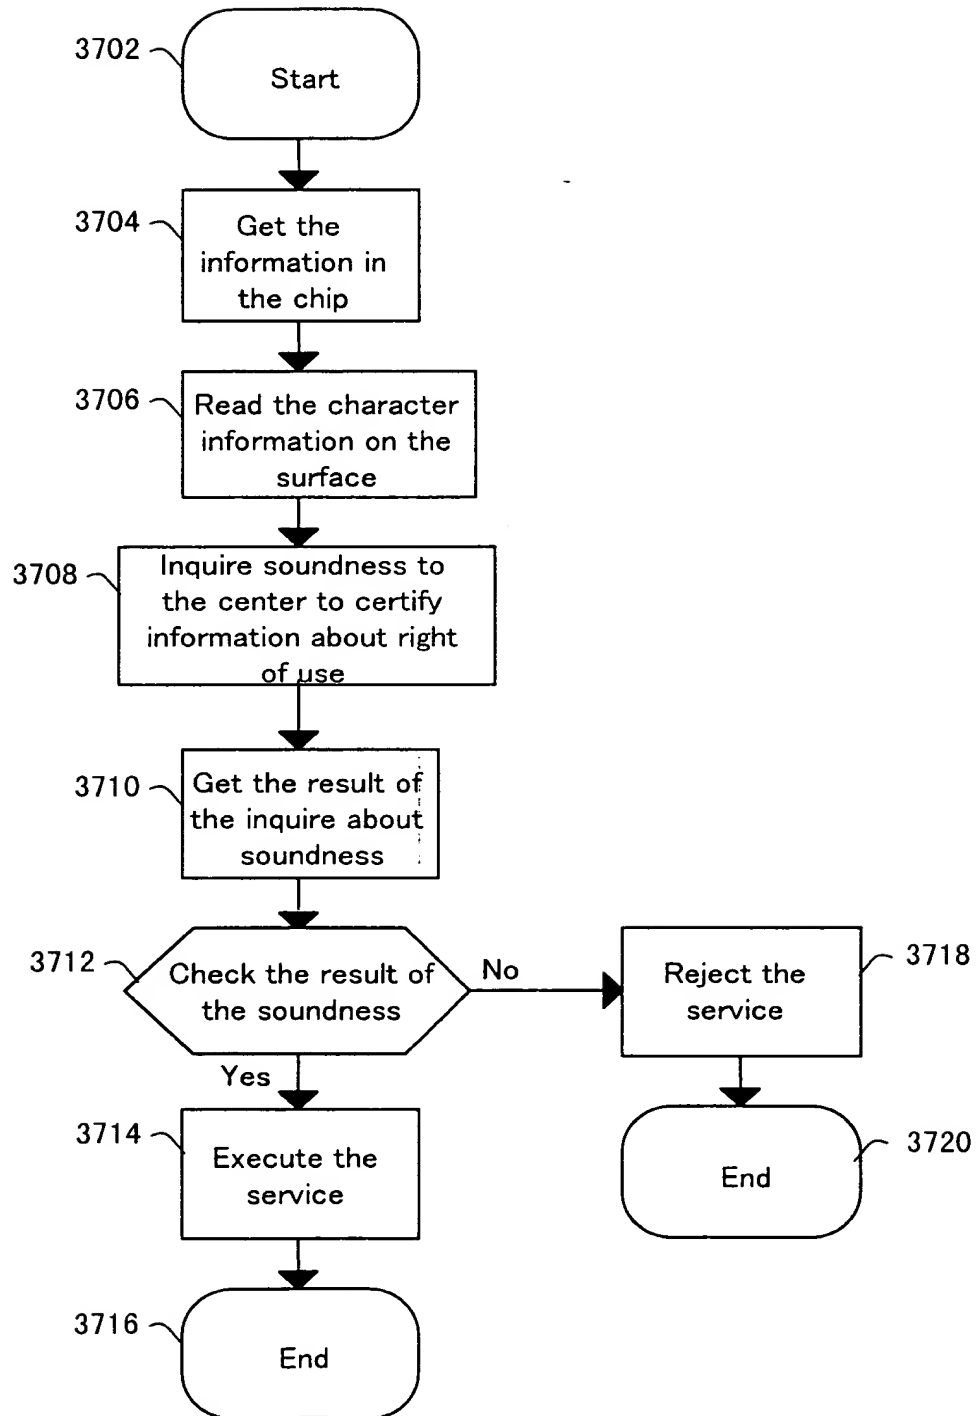 3702
Start
3704
Get the
information in
the chip
3706
Read the character
information on the
surface
3708
Inquire soundness to
the center to certify
information about right
of use
3710
Get the result of
the inquire about
soundness
3712
Check the result of
the soundness
No
Reject the
service
3718
Yes
3714
Execute the
service
End
3720
3716
End